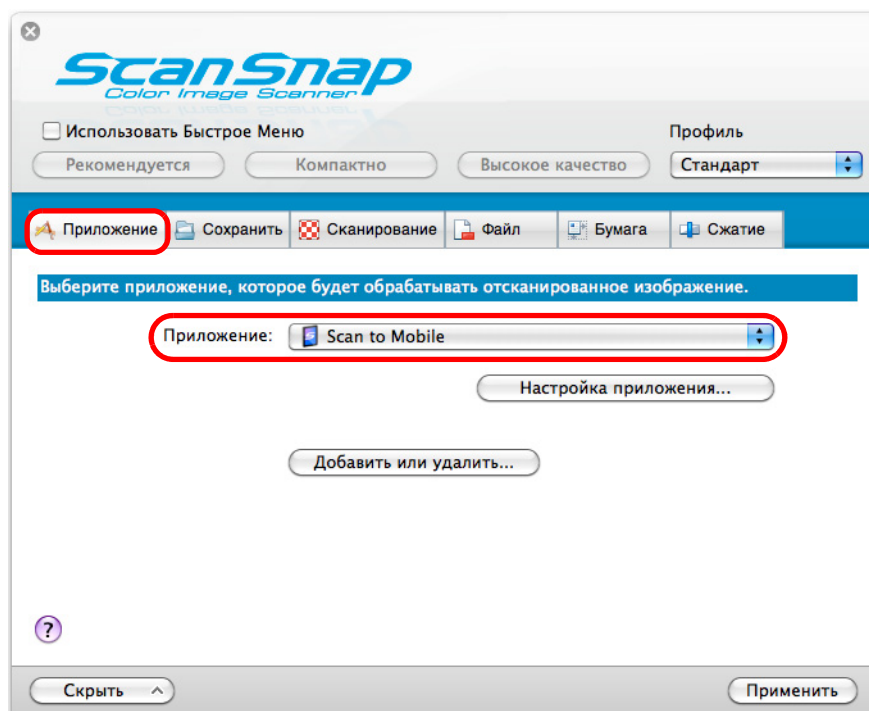 ScanSnap
Color Image Scanner
Использовать Быстрое Меню
Профиль
Рекомендуется Компактно Высокое качество Стандарт
Приложение Сохранить Сканирование Файл Бумага Сжатие
Выберите приложение, которое будет обрабатывать отсканированное изображение.
Приложение: Scan to Mobile
Настройка приложения...
Добавить или удалить...
?
Скрыть Применить